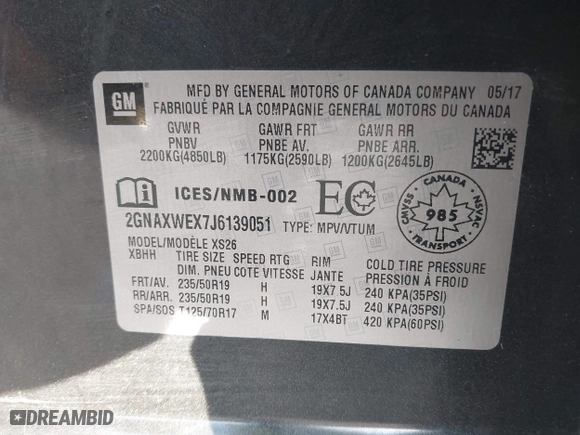 GM
MFD BY GENERAL MOTORS OF CANADA COMPANY 05/17
FABRIQUÉ PAR LA COMPAGNIE GENERAL MOTORS DU CANADA
GVWR GAWR FRT GAWR RR
PNBV PNBE AV. PNBE ARR.
2200KG(4850LB) 1175KG(2590LB) 1200KG(2645LB)
ICES/NMB-002 EC
CANADA
CMVSS 985 NSVAC
TRANSPORT
2GNAXWEX7J6139051 TYPE: MPV/VTUM
MODEL/MODÈLE XS26
XBHH TIRE SIZE SPEED RTG RIM COLD TIRE PRESSURE
DIM. PNEU COTE VITESSE JANTE PRESSION À FROID
FRT/AV. 235/50R19 H 19X7.5J 240 KPA(35PSI)
RR/ARR. 235/50R19 H 19X7.5J 240 KPA(35PSI)
SPA/SOS T125/70R17 M 17X4BT 420 KPA(60PSI)
DREAMBID